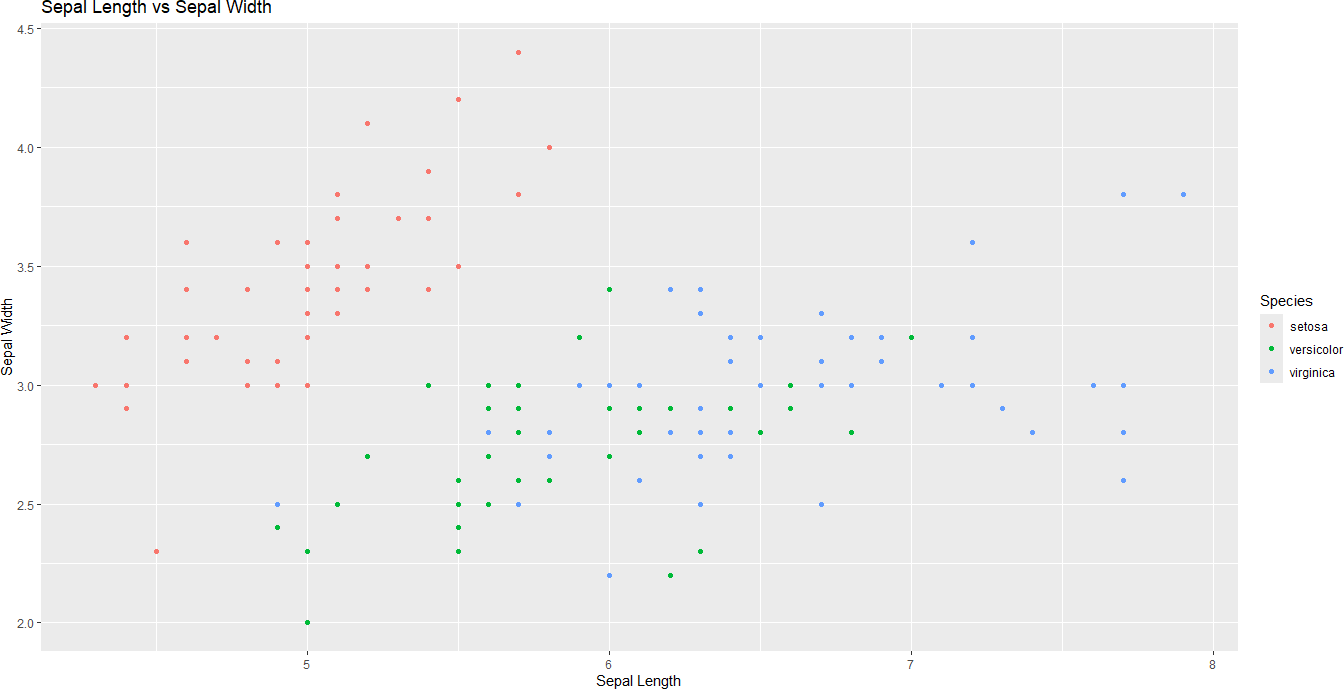 Sepal Length vs Sepal Width
4.5
4.0
3.5
3.0
2.5
2.0
Sepal Width
5 6 7 8
Sepal Length
Species
setosa
versicolor
virginica